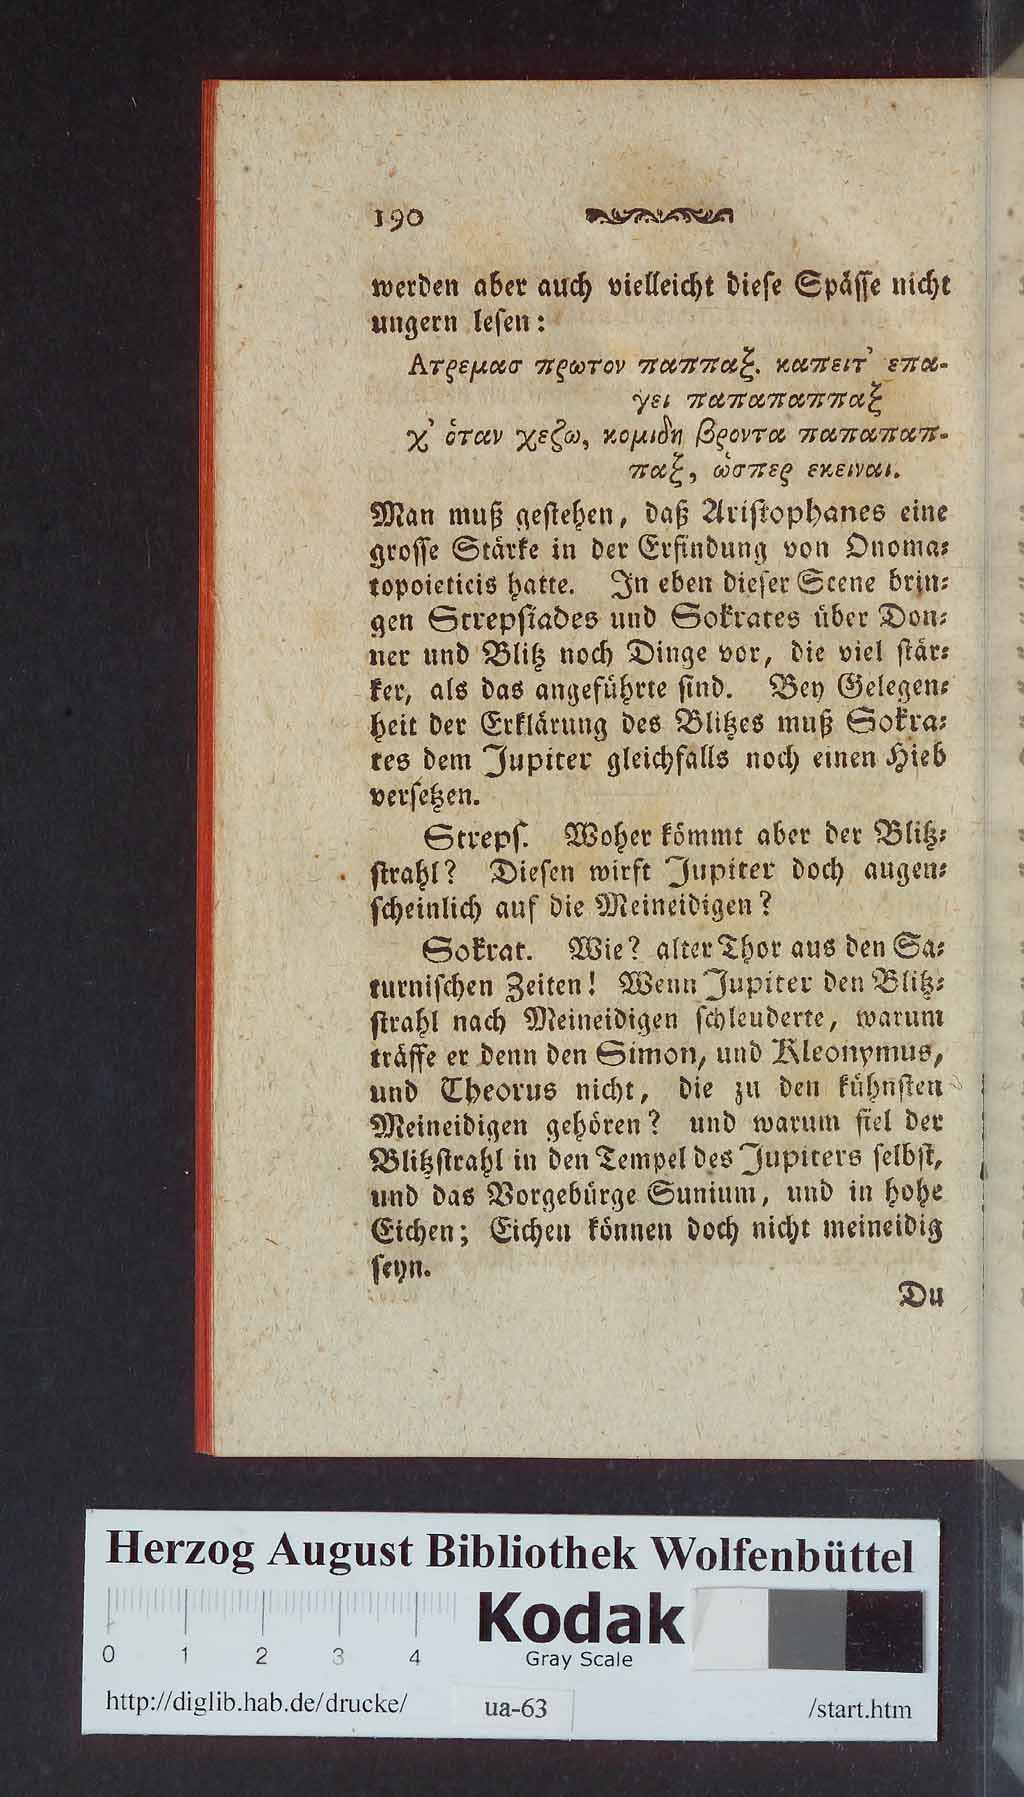 190
werden aber auch vielleicht diese Spässe nicht
ungern lesen:
Ατρεμασ πρωτον παππαξ. καπειτ' επα-
γει παπαπαππαξ
χ' ὁταν χεζω, κομιδη βροντα παπαπαπ-
παξ, ὡσπερ εκειναι.
Man muß gestehen, daß Aristophanes eine
grosse Stärke in der Erfindung von Onoma-
topoieticis hatte. In eben dieser Scene brin-
gen Strepsiades und Sokrates über Don-
ner und Blitz noch Dinge vor, die viel stär-
ker, als das angeführte sind. Bey Gelegen-
heit der Erklärung des Blitzes muß Sokra-
tes dem Jupiter gleichfalls noch einen Hieb
versetzen.
Streps. Woher kömmt aber der Blitz-
strahl? Diesen wirft Jupiter doch augen-
scheinlich auf die Meineidigen?
Sokrat. Wie? alter Thor aus den Sa-
turnischen Zeiten! Wenn Jupiter den Blitz-
strahl nach Meineidigen schleuderte, warum
träffe er denn den Simon, und Kleonymus,
und Theorus nicht, die zu den kühnsten
Meineidigen gehören? und warum fiel der
Blitzstrahl in den Tempel des Jupiters selbst,
und das Vorgebürge Sunium, und in hohe
Eichen; Eichen können doch nicht meineidig
seyn.
Du
Herzog August Bibliothek Wolfenbüttel
Kodak
Gray Scale
0 1 2 3 4
http://diglib.hab.de/drucke/ ua-63 /start.htm